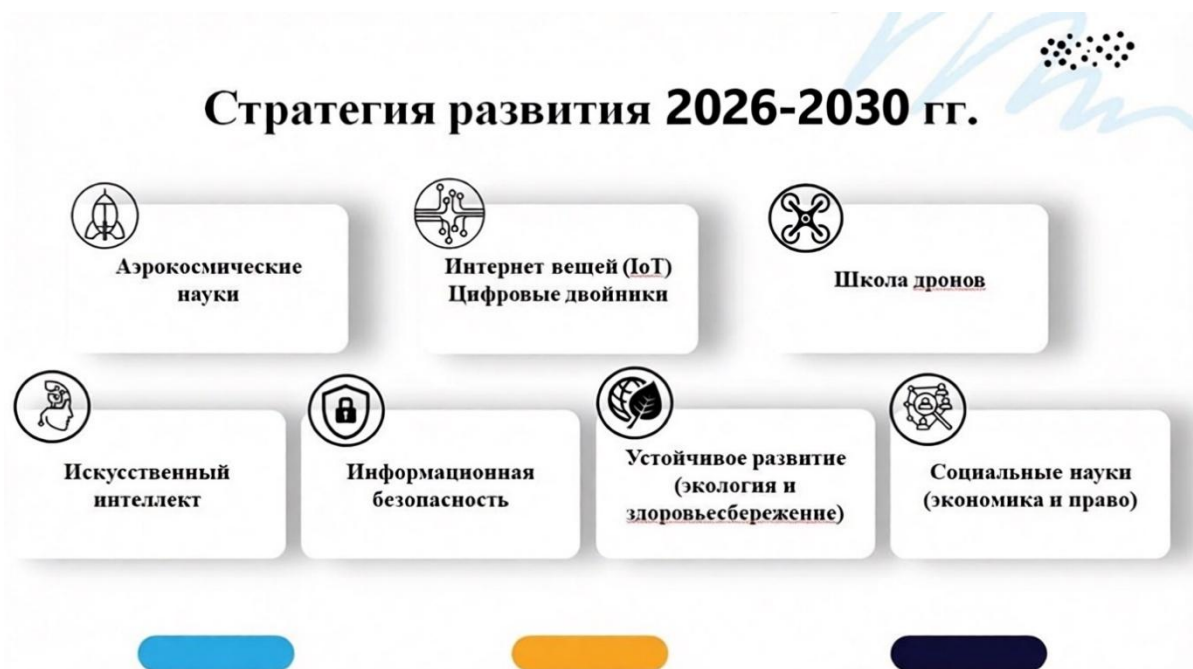 Стратегия развития 2026-2030 гг.
Аэрокосмические
науки
Интернет вещей (IoT)
Цифровые двойники
Школа дронов
Искусственный
интеллект
Информационная
безопасность
Устойчивое развитие
(экология и
здоровьесбережение)
Социальные науки
(экономика и право)